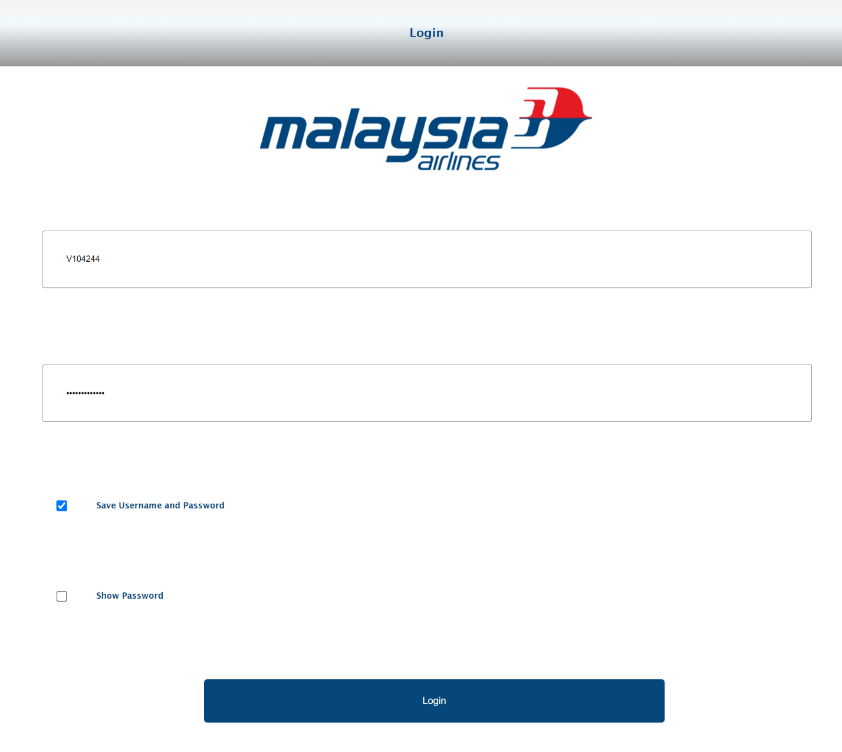 Login
malaysia
airlines
V104244
•••••••••••••
Save Username and Password
Show Password
Login